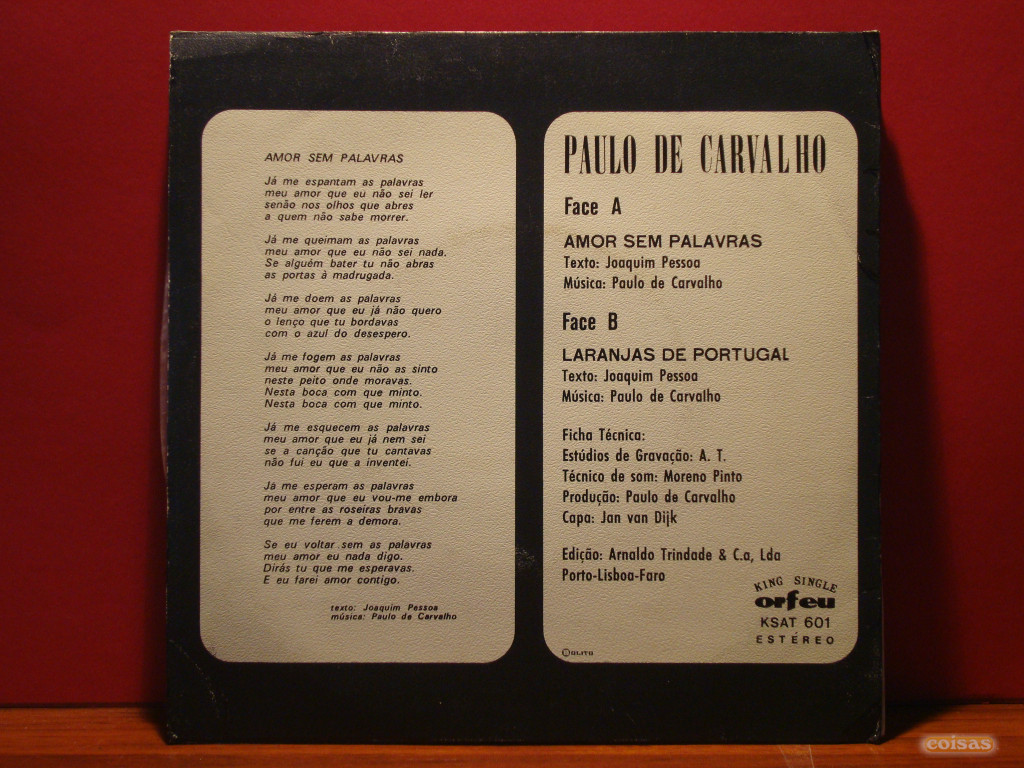 AMOR SEM PALAVRAS
Já me espantam as palavras
meu amor que eu não sei ler
senão nos olhos que abres
a quem não sabe morrer.
Já me queimam as palavras
meu amor que eu não sei nada.
Se alguém bater tu não abras
as portas à madrugada.
Já me doem as palavras
meu amor que eu já não quero
o lenço que tu bordavas
com o azul do desespero.
Já me fogem as palavras
meu amor que eu não as sinto
neste peito onde moravas.
Nesta boca com que minto.
Nesta boca com que minto.
Já me esquecem as palavras
meu amor que eu já nem sei
se a canção que tu cantavas
não fui eu que a inventei.
Já me esperam as palavras
meu amor que eu vou-me embora
por entre as roseiras bravas
que me ferem a demora.
Se eu voltar sem as palavras
meu amor eu nada digo.
Dirás tu que me esperavas.
E eu farei amor contigo.
texto: Joaquim Pessoa
música: Paulo de Carvalho
PAULO DE CARVALHO
Face A
AMOR SEM PALAVRAS
Texto: Joaquim Pessoa
Música: Paulo de Carvalho
Face B
LARANJAS DE PORTUGAL
Texto: Joaquim Pessoa
Música: Paulo de Carvalho
Ficha Técnica:
Estúdios de Gravação: A. T.
Técnico de som: Moreno Pinto
Produção: Paulo de Carvalho
Capa: Jan van Dijk
Edição: Arnaldo Trindade & C.a, Lda
Porto-Lisboa-Faro
KING SINGLE
orfeu
KSAT 601
ESTÉREO
coisas